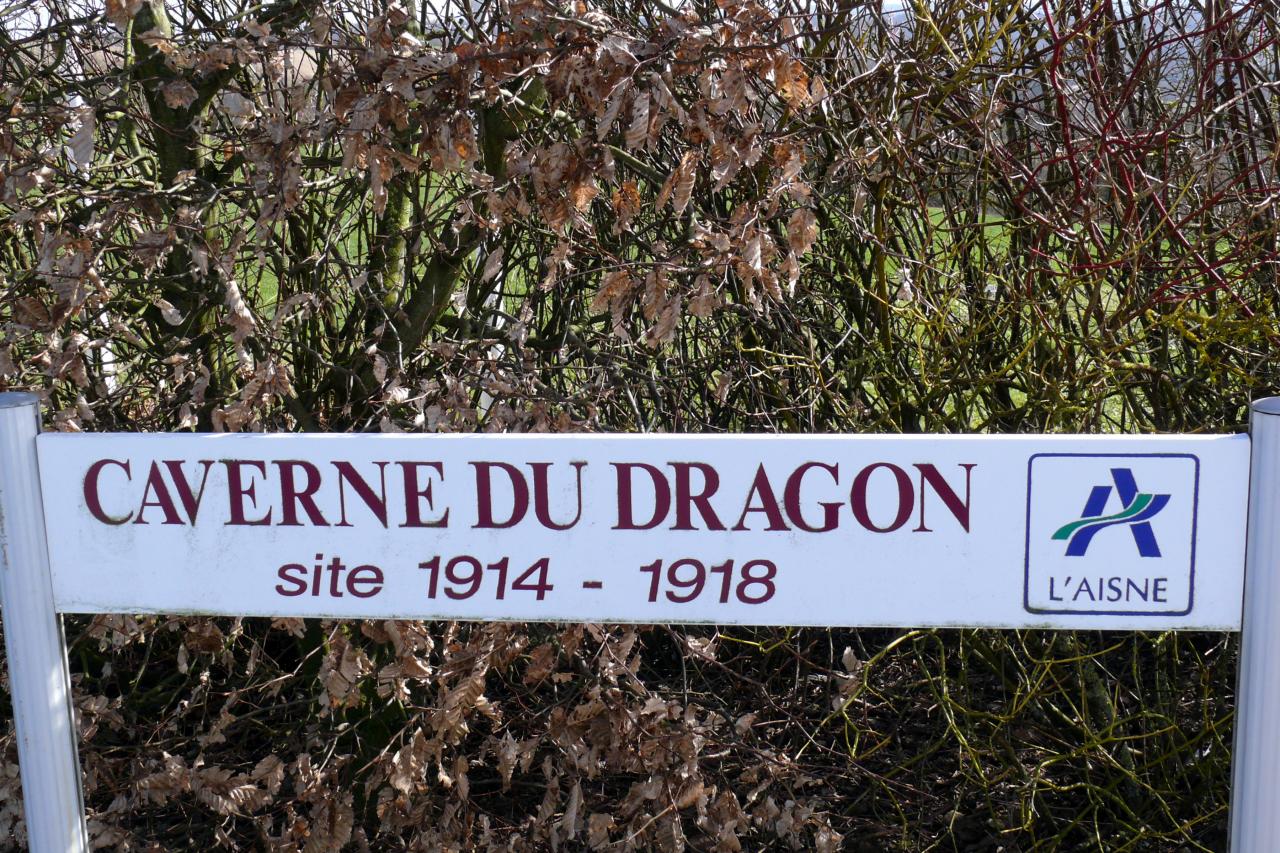 CAVERNE DU DRAGON
site 1914 - 1918
L'AISNE